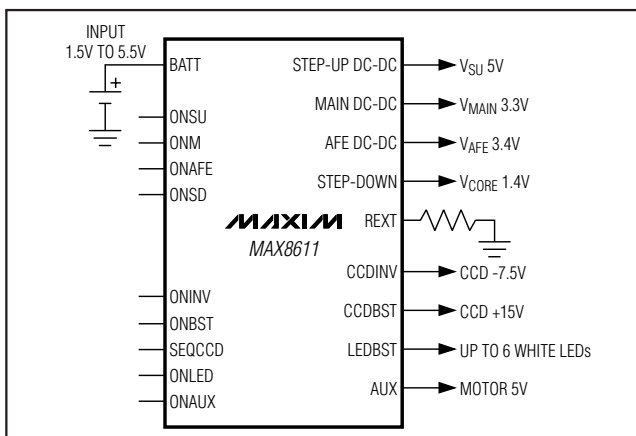 INPUT
1.5V TO 5.5V
+
BATT
ONSU
ONM
ONAFE
ONSD
ONINV
ONBST
SEQCCD
ONLED
ONAUX
MAXIM
MAX8611
STEP-UP DC-DC
VSU 5V
MAIN DC-DC
VMAIN 3.3V
AFE DC-DC
VAFE 3.4V
STEP-DOWN
VCORE 1.4V
REXT
CCDINV
CCD -7.5V
CCDBST
CCD +15V
LEDBST
UP TO 6 WHITE LEDs
AUX
MOTOR 5V